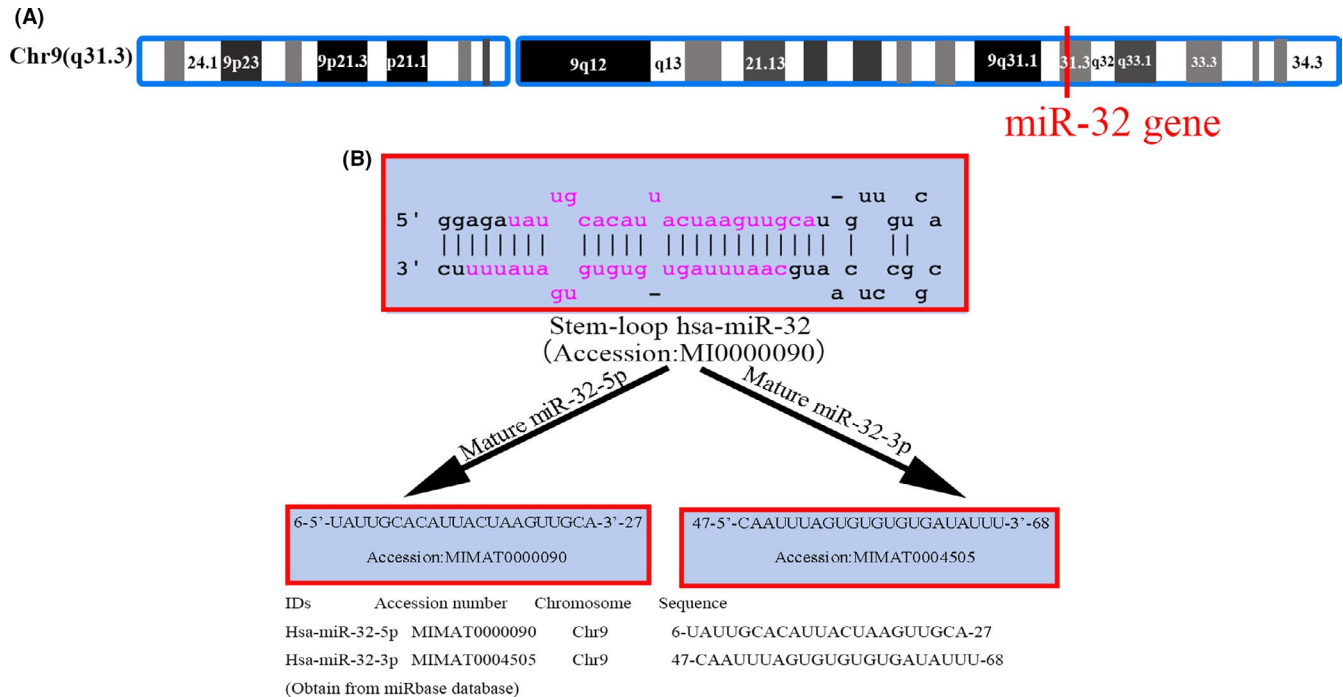 (A)
Chr9(q31.3) 24.1 9p23 9p21.3 p21.1 9q12 q13 21.13 9q31.1 31.3 q32 q33.1 33.3 34.3
miR-32 gene
(B)
ug u - uu c
5' ggagauau cacauu acuaaguugcau g gu a
3' cuuuuaua gugugu ugauuuaacgua c cg c
gu - a uc g
Stem-loop hsa-miR-32
(Accession:MI0000090)
Mature miR-32-5p
Mature miR-32-3p
6-5’-UAUUGCACAUUACUAAGUUGCA-3’-27
Accession:MIMAT0000090
47-5’-CAAUUUAGUGUGUGUGAUAUUU-3’-68
Accession:MIMAT0004505
IDs Accession number Chromosome Sequence
Hsa-miR-32-5p MIMAT0000090 Chr9 6-UAUUGCACAUUACUAAGUUGCA-27
Hsa-miR-32-3p MIMAT0004505 Chr9 47-CAAUUUAGUGUGUGUGAUAUUU-68
(Obtain from miRbase database)